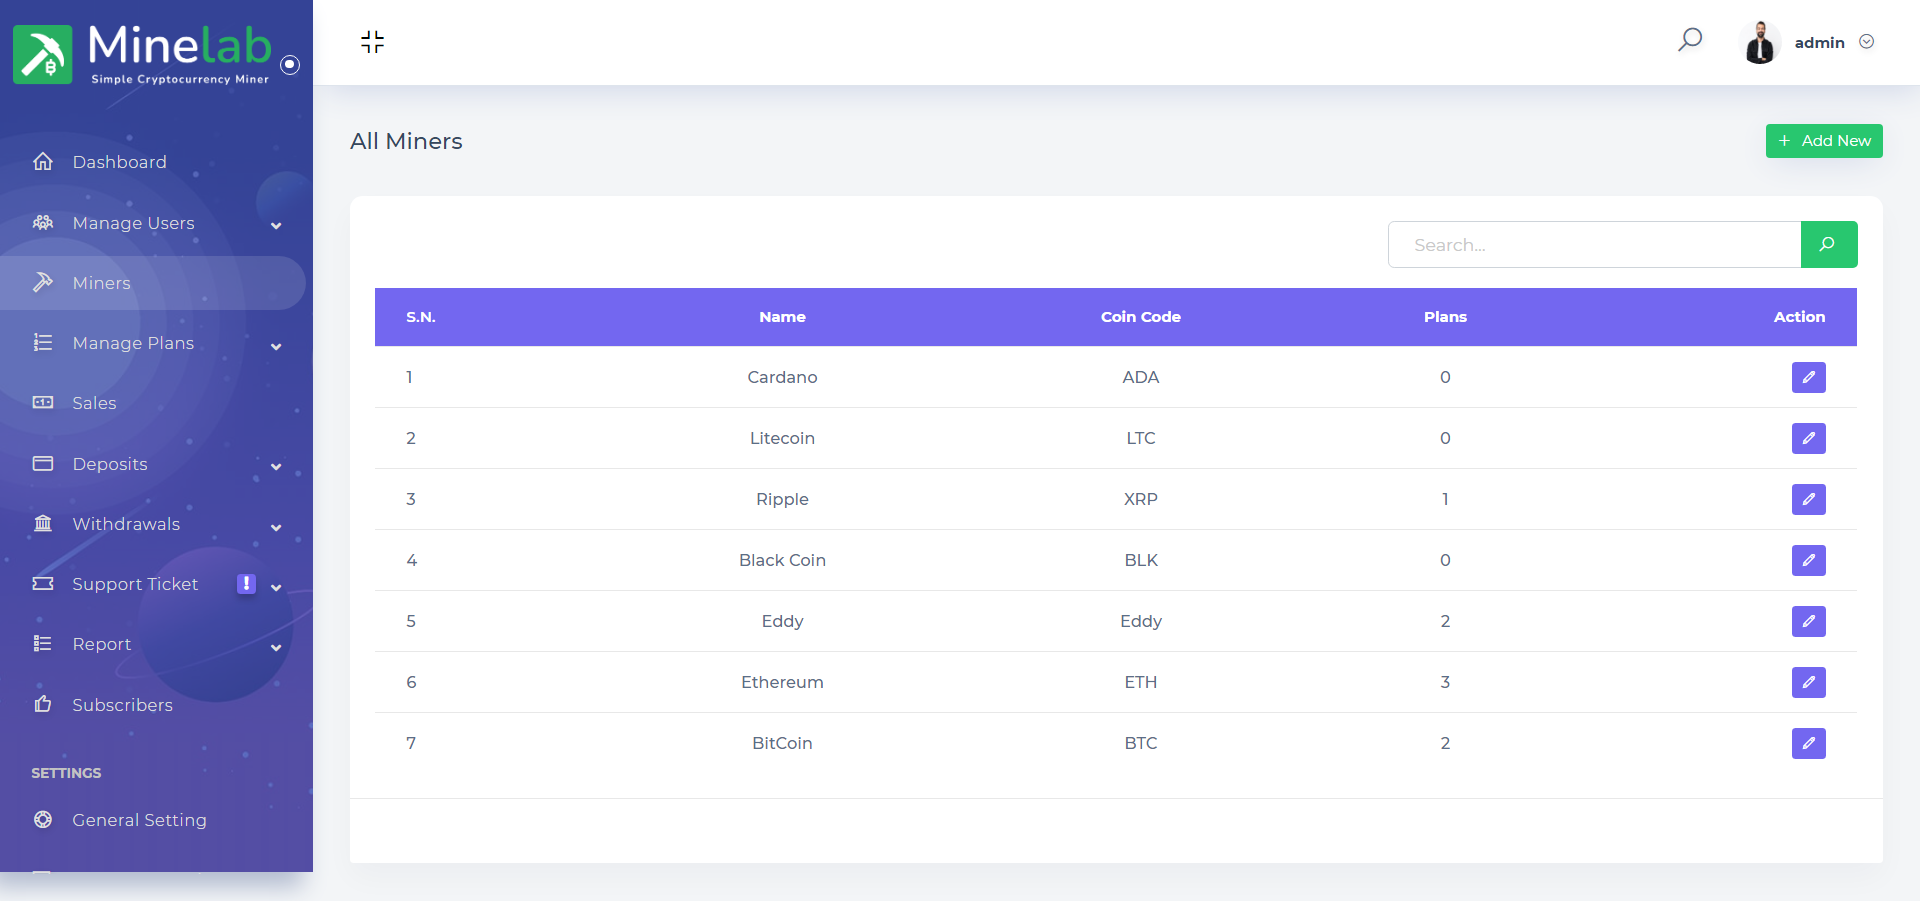 Minelab
Simple Cryptocurrency Miner
admin
All Miners
+ Add New
Dashboard
Manage Users
Miners
Manage Plans
Sales
Deposits
Withdrawals
Support Ticket !
Report
Subscribers
SETTINGS
General Setting
Search...
S.N. Name Coin Code Plans Action
1 Cardano ADA 0
2 Litecoin LTC 0
3 Ripple XRP 1
4 Black Coin BLK 0
5 Eddy Eddy 2
6 Ethereum ETH 3
7 BitCoin BTC 2